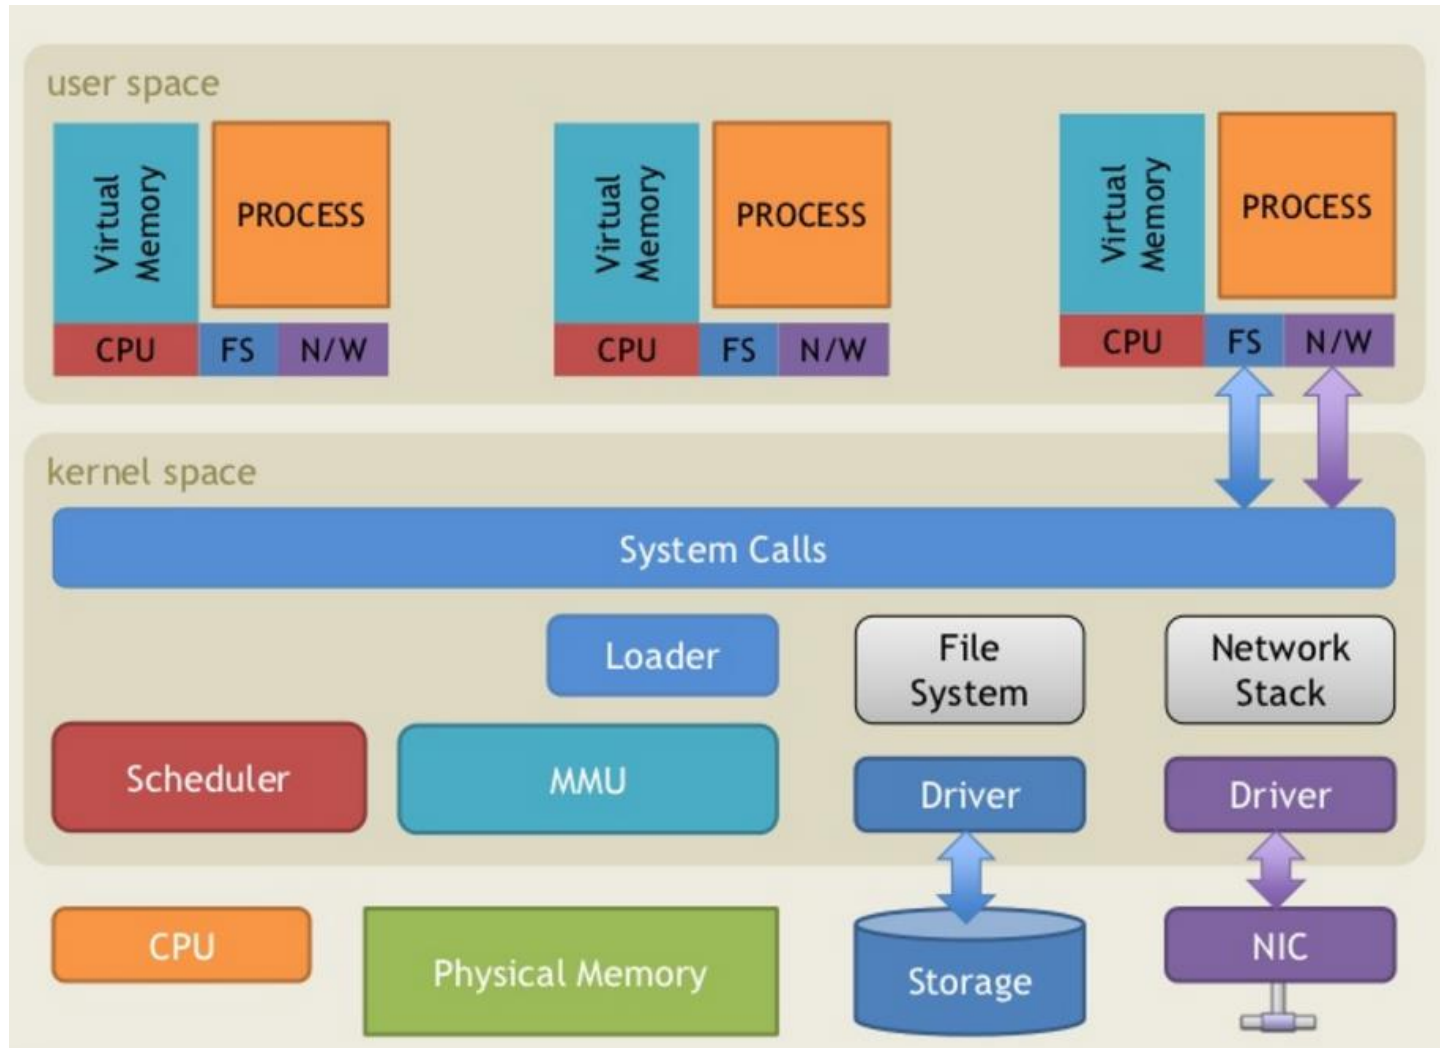 user space
Virtual
Memory
PROCESS
CPU
FS
N/W
Virtual
Memory
PROCESS
CPU
FS
N/W
Virtual
Memory
PROCESS
CPU
FS
N/W
kernel space
System Calls
Loader
File
System
Network
Stack
Scheduler
MMU
Driver
Driver
CPU
Physical Memory
Storage
NIC